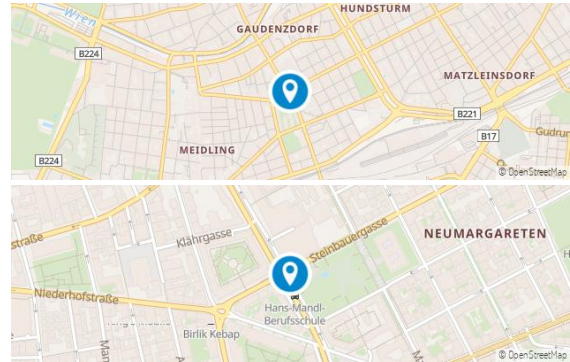 Wien
HUNDSTURM
GAUDENZDORF
B224
MATZLEINSDORF
B221
B17
MEIDLING
B224
© OpenStreetMap
straße
Klährgasse
Steinbauergasse
NEUMARGARETEN
Niederhofstraße
Hans-Mandl-
Berufsschule
Birlik Kebap
© OpenStreetMap